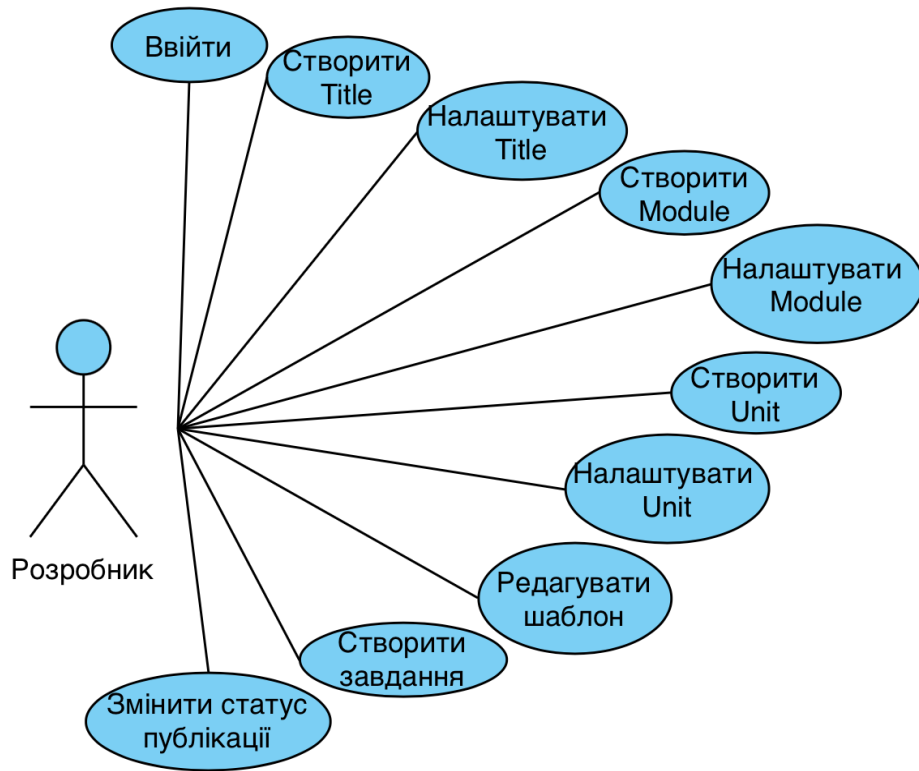 Ввійти
Створити
Title
Налаштувати
Title
Створити
Module
Налаштувати
Module
Створити
Unit
Налаштувати
Unit
Розробник
Редагувати
шаблон
Створити
завдання
Змінити статус
публікації